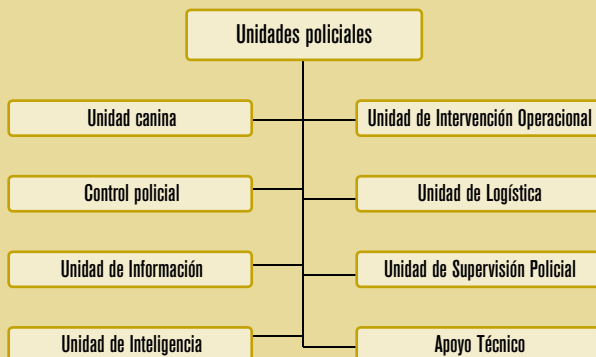 Unidades policiales
Unidad canina
Unidad de Intervención Operacional
Control policial
Unidad de Logística
Unidad de Información
Unidad de Supervisión Policial
Unidad de Inteligencia
Apoyo Técnico